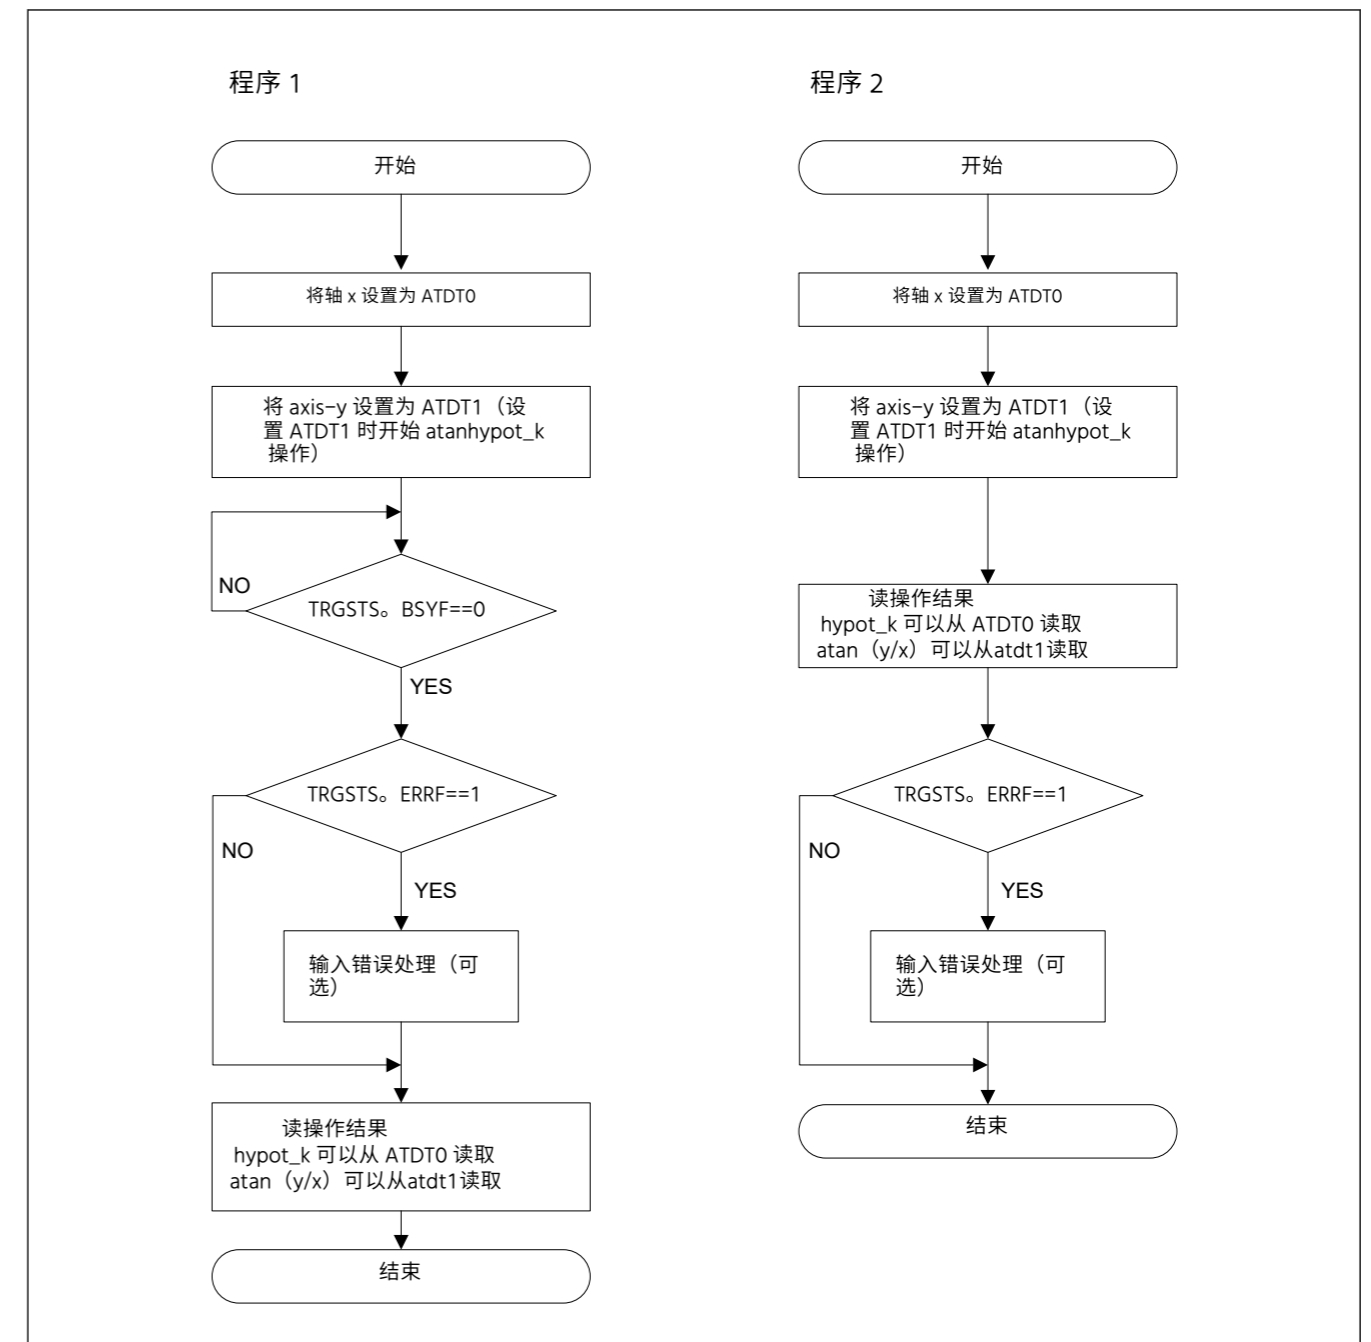 程序 1
开始
将轴 x 设置为 ATDT0
将 axis-y 设置为 ATDT1（设
置 ATDT1 时开始 atanhypot_k
操作）
NO
TRGSTS。BSYF==0
YES
TRGSTS。ERRF==1
NO
YES
输入错误处理（可
选）
读操作结果
hypot_k 可以从 ATDT0 读取
atan（y/x）可以从atdt1读取
结束
程序 2
开始
将轴 x 设置为 ATDT0
将 axis-y 设置为 ATDT1（设
置 ATDT1 时开始 atanhypot_k
操作）
读操作结果
hypot_k 可以从 ATDT0 读取
atan（y/x）可以从atdt1读取
TRGSTS。ERRF==1
NO
YES
输入错误处理（可
选）
结束